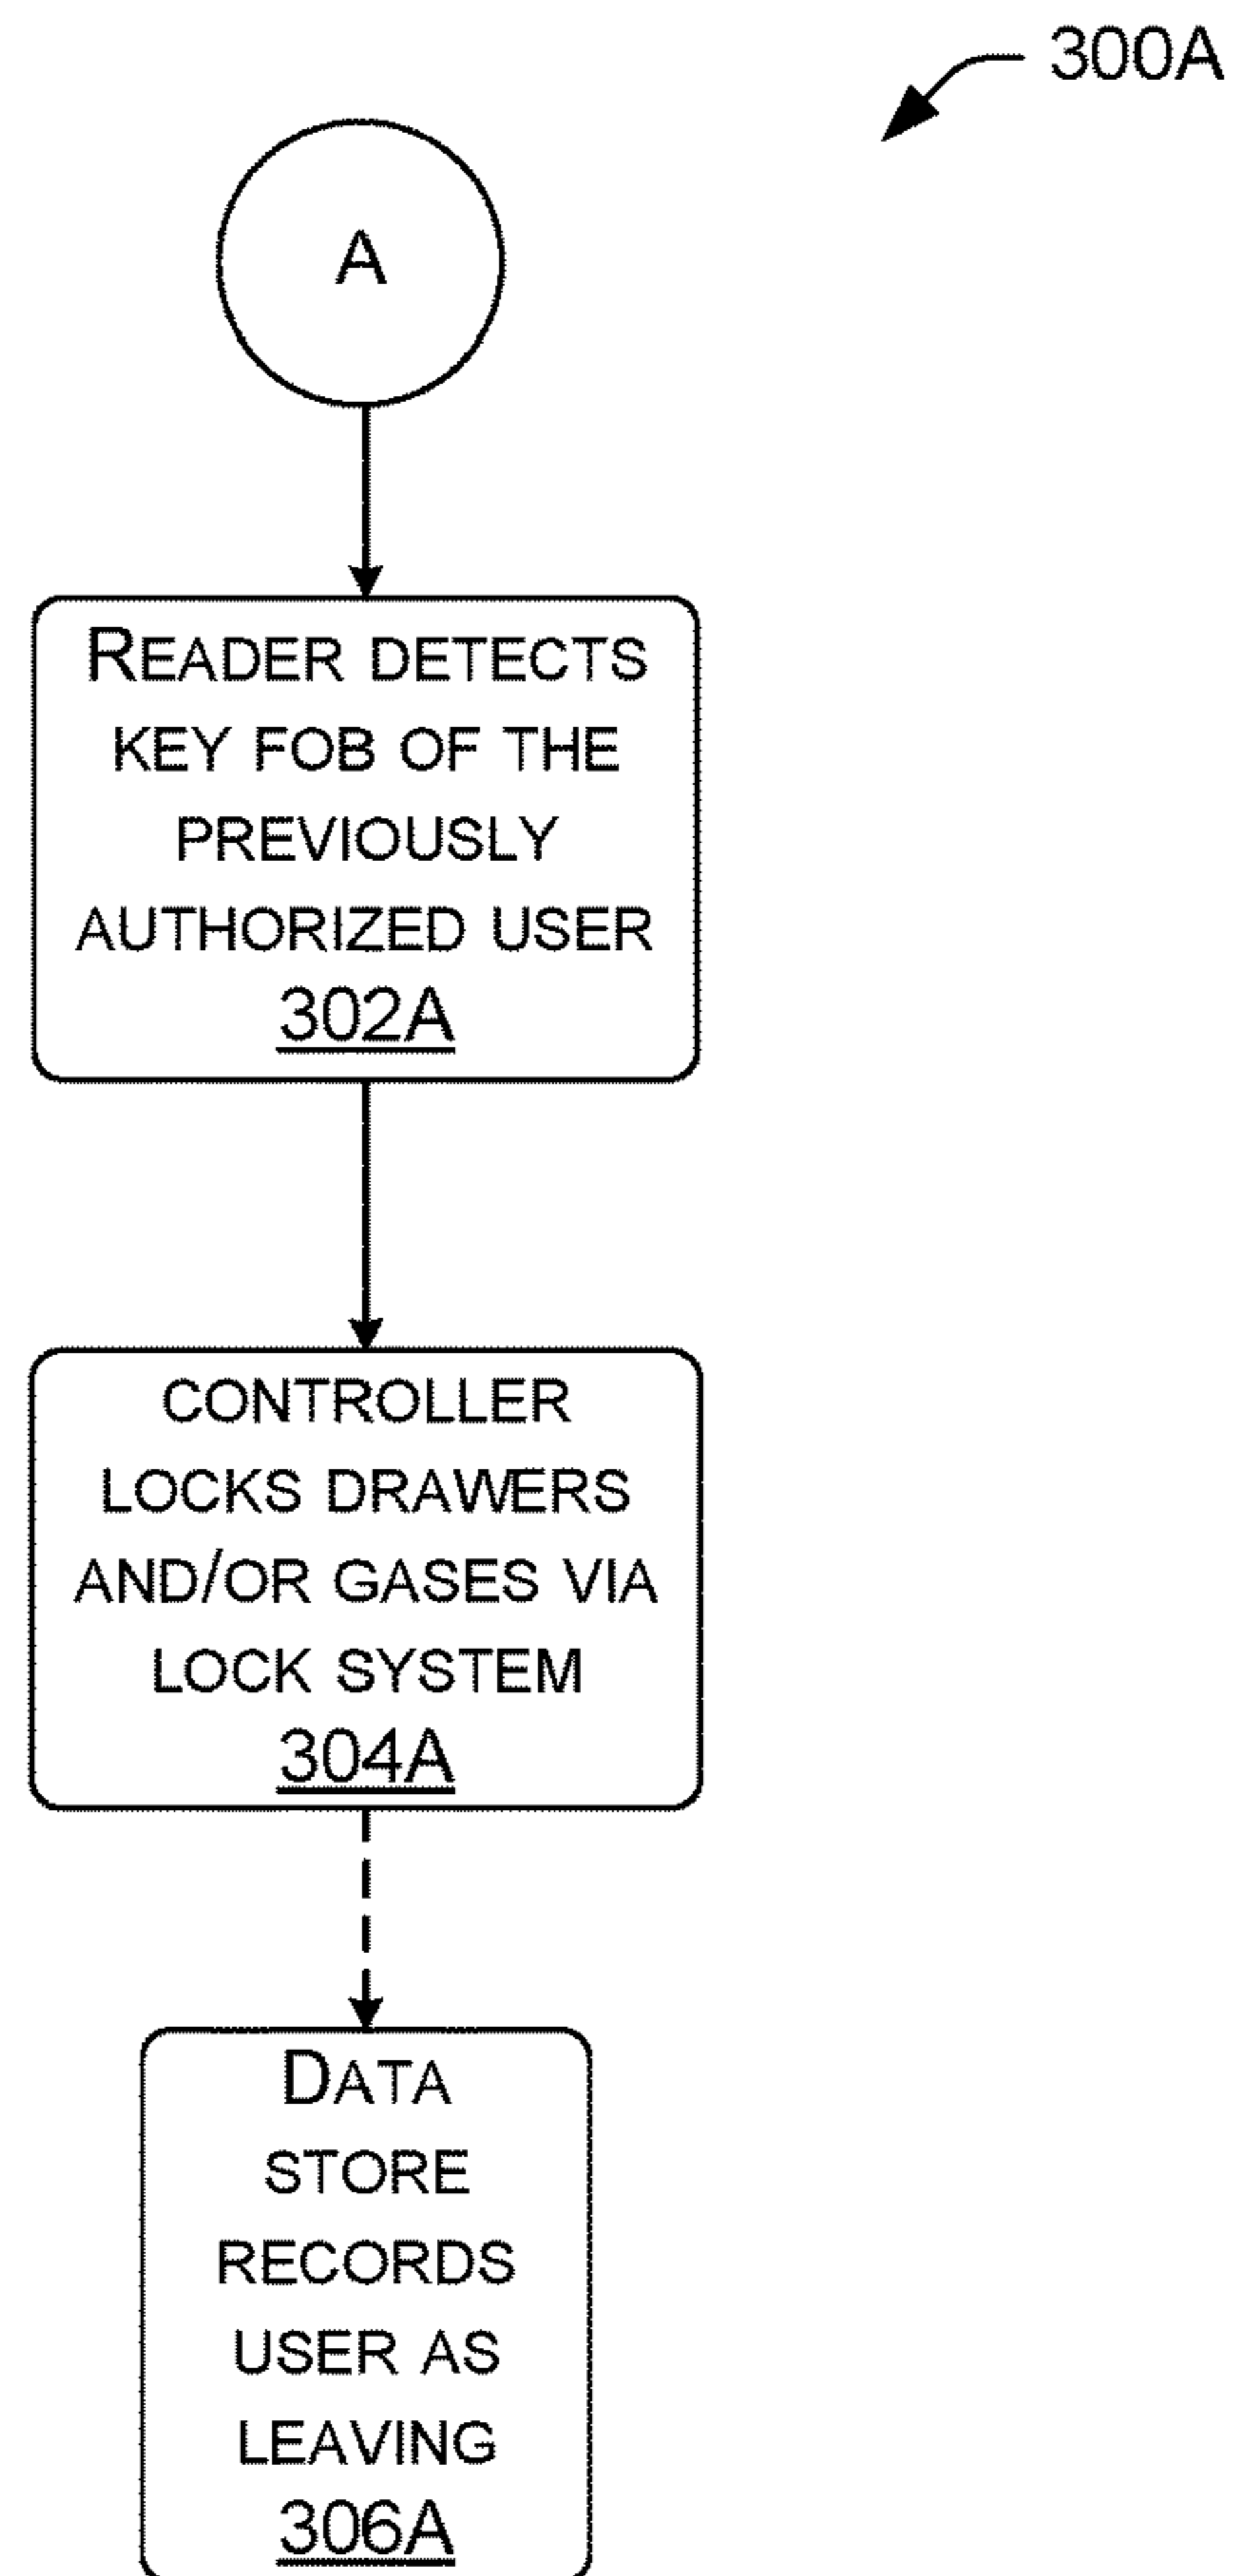 300A
A
READER DETECTS
KEY FOB OF THE
PREVIOUSLY
AUTHORIZED USER
302A
CONTROLLER
LOCKS DRAWERS
AND/OR GASES VIA
LOCK SYSTEM
304A
DATA
STORE
RECORDS
USER AS
LEAVING
306A